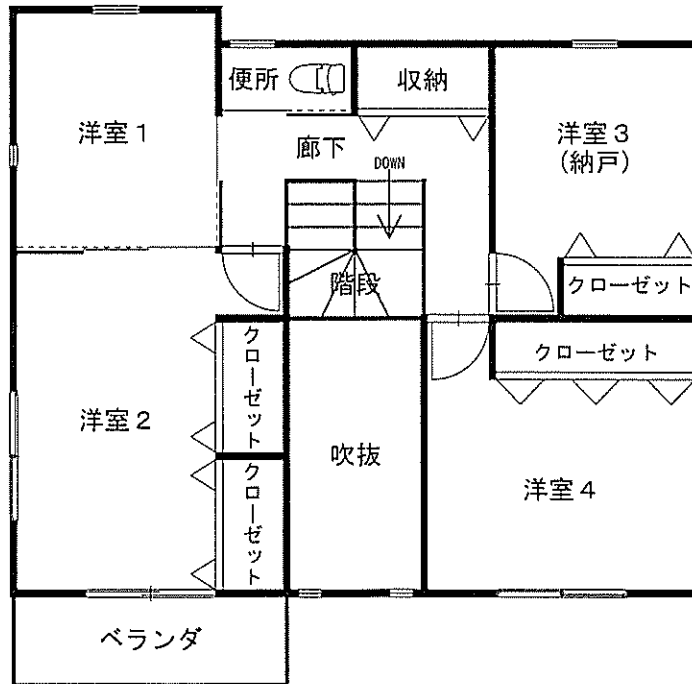 便所
収納
洋室１
廊下
洋室３
(納戸)
DOWN
階段
クローゼット
クローゼット
クローゼット
洋室２
吹抜
クローゼット
洋室４
ベランダ